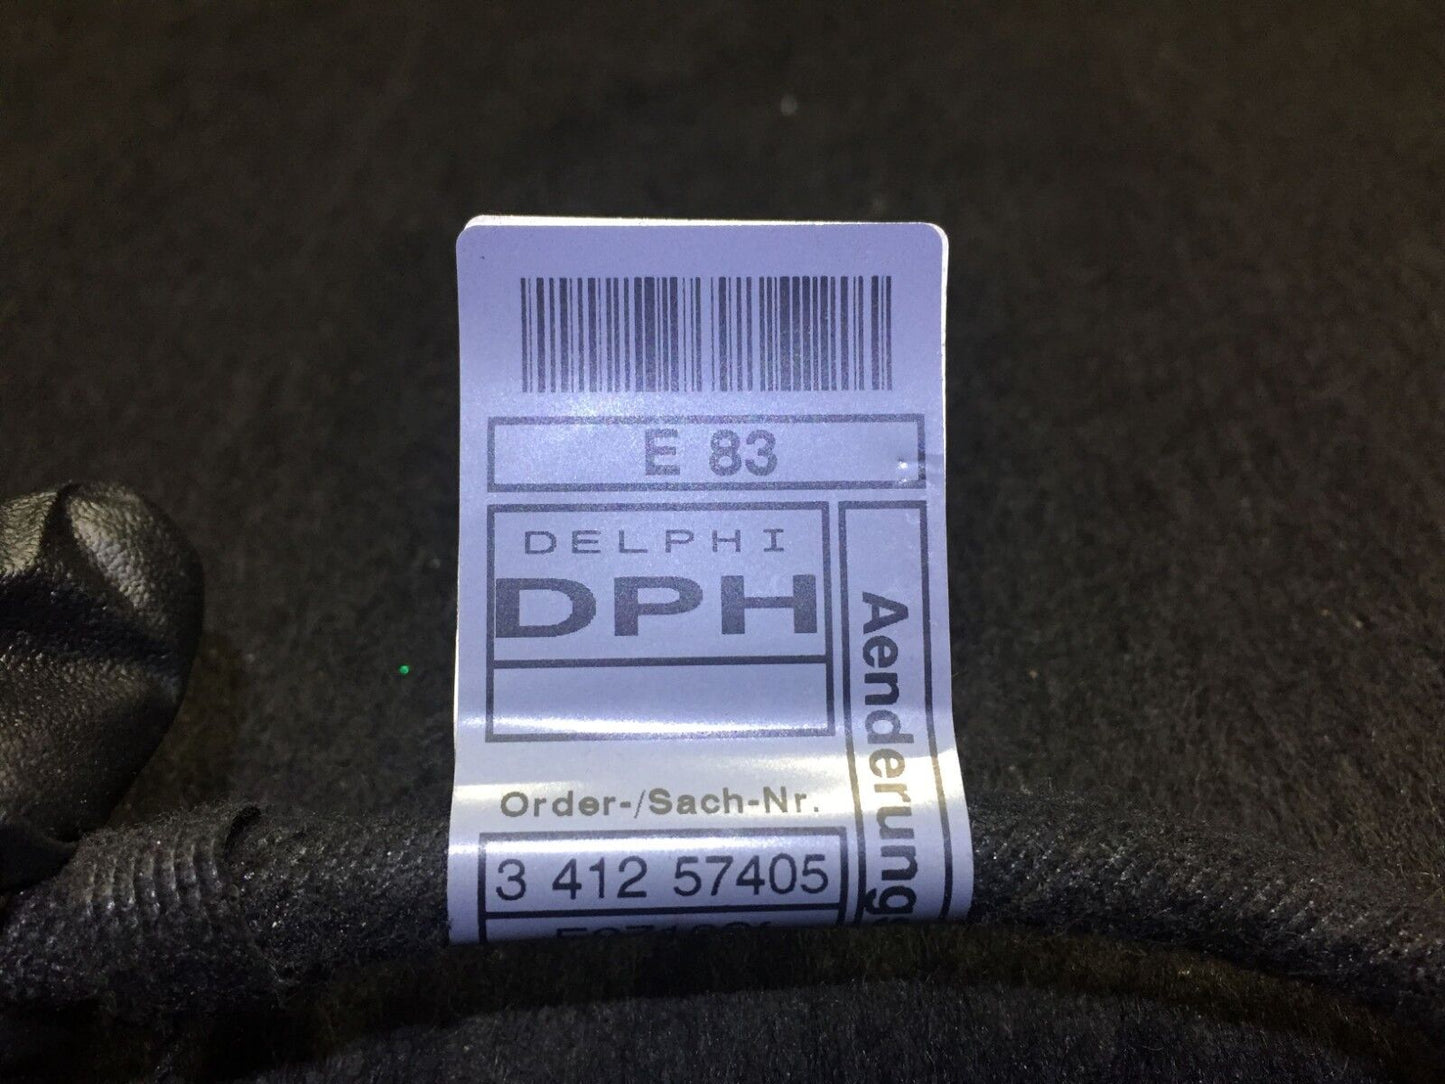 E 83
DELPHI
DPH
Aenderungs
Order-/Sach-Nr.
3 412 57405